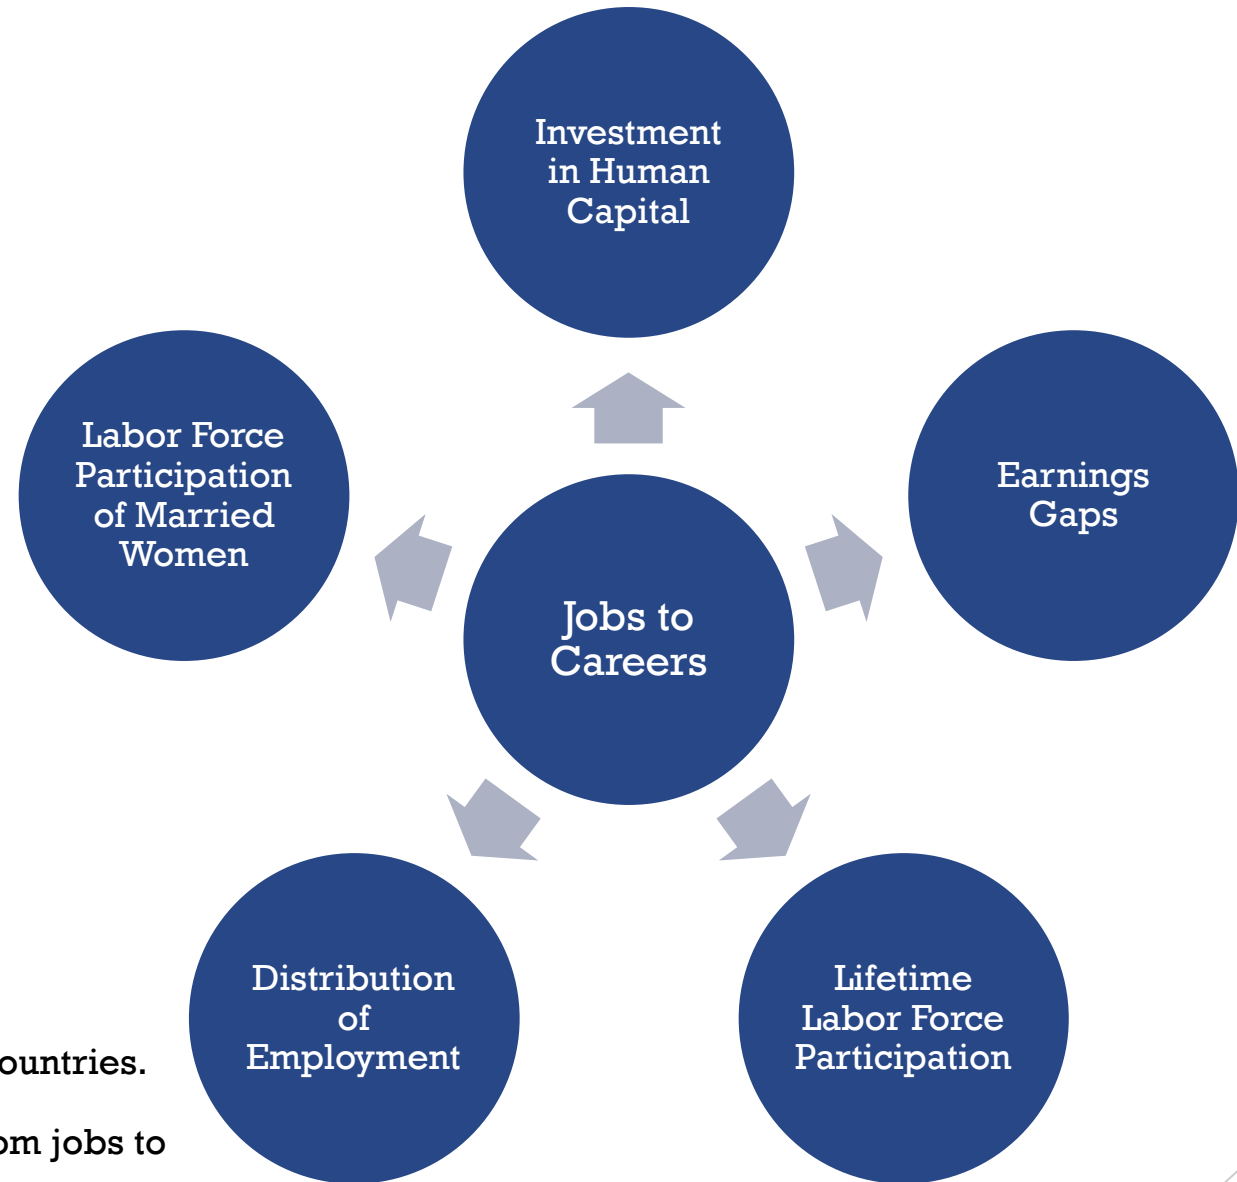 Investment
in Human
Capital
Labor Force
Participation
of Married
Women
Earnings
Gaps
Jobs to
Careers
Distribution
of
Employment
Lifetime
Labor Force
Participation
ountries.
om jobs to